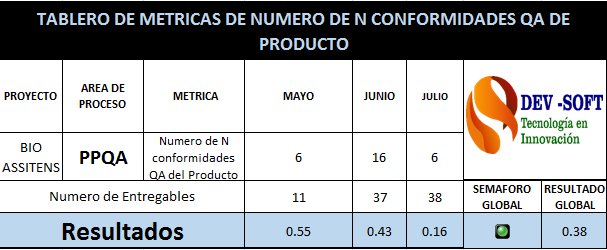 TABLERO DE METRICAS DE NUMERO DE N CONFORMIDADES QA DE
PRODUCTO
PROYECTO
AREA DE
PROCESO
METRICA
MAYO
JUNIO
JULIO
DEV -SOFT
Tecnología en
Innovación
BIO
ASSITENS
PPQA
Numero de N
conformidades
QA del Producto
6
16
6
Numero de Entregables
11
37
38
SEMAFORO
GLOBAL
RESULTADO
GLOBAL
Resultados
0.55
0.43
0.16
0.38